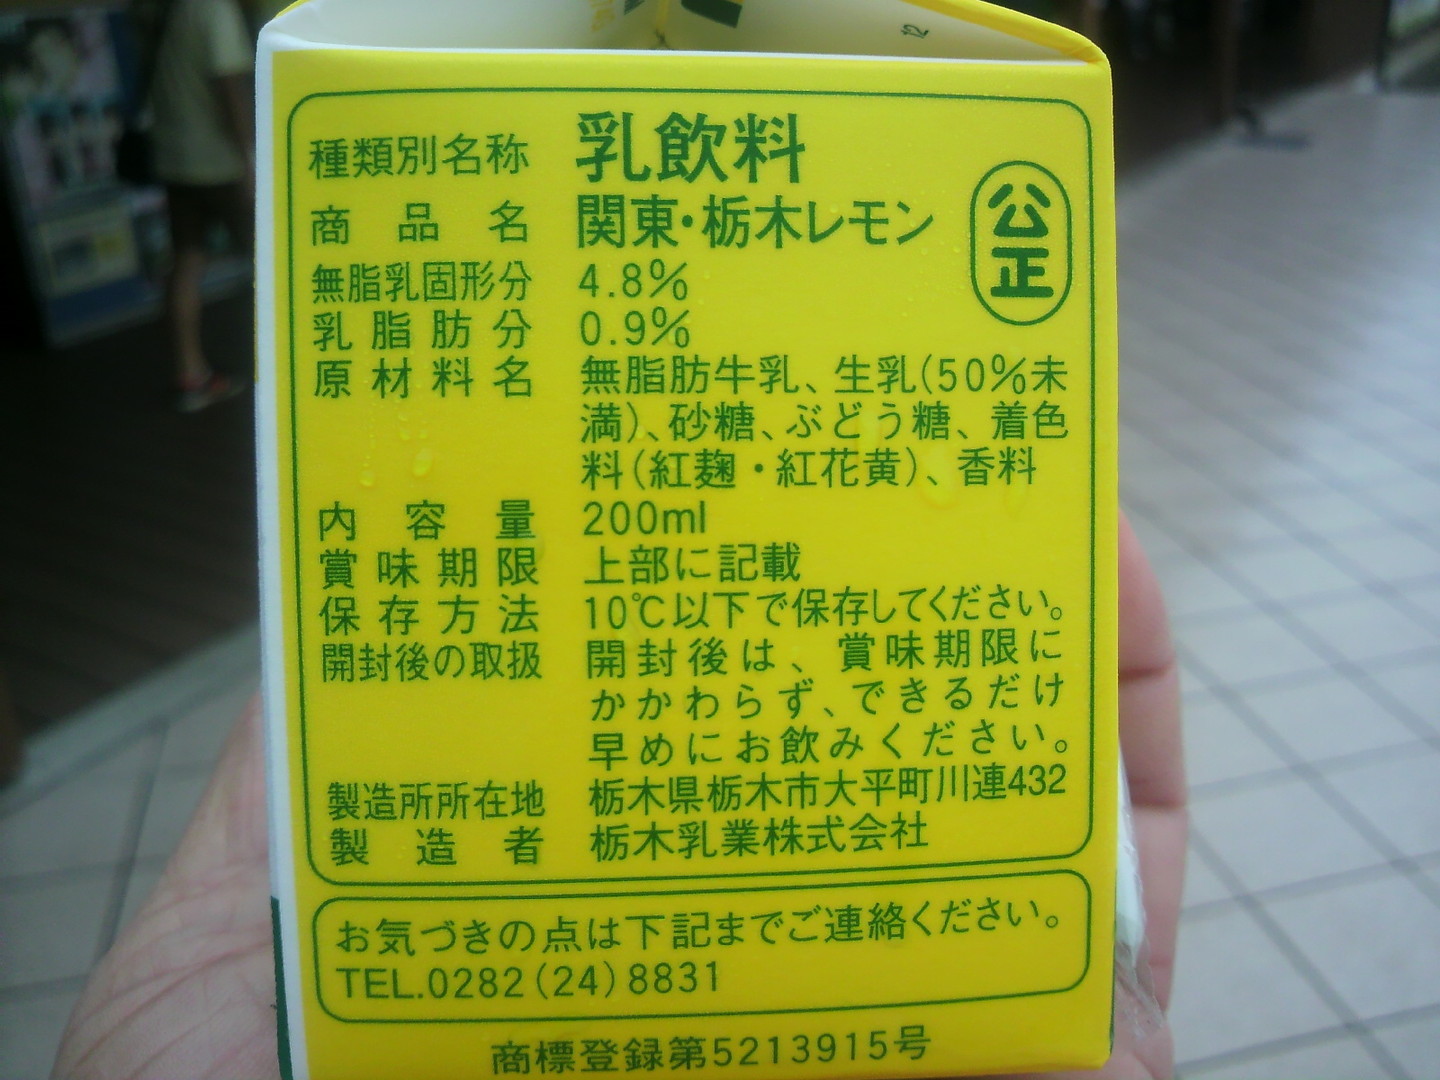 種類別名称 乳飲料
商品名 関東・栃木レモン
公正
無脂乳固形分 4.8%
乳脂肪分 0.9%
原材料名 無脂肪牛乳、生乳(50%未
満)、砂糖、ぶどう糖、着色
料(紅麹・紅花黄)、香料
内容量 200ml
賞味期限 上部に記載
保存方法 10℃以下で保存してください。
開封後の取扱 開封後は、賞味期限に
かかわらず、できるだけ
早めにお飲みください。
製造所所在地 栃木県栃木市大平町川連432
製造者 栃木乳業株式会社
お気づきの点は下記までご連絡ください。
TEL.0282(24)8831
商標登録第5213915号